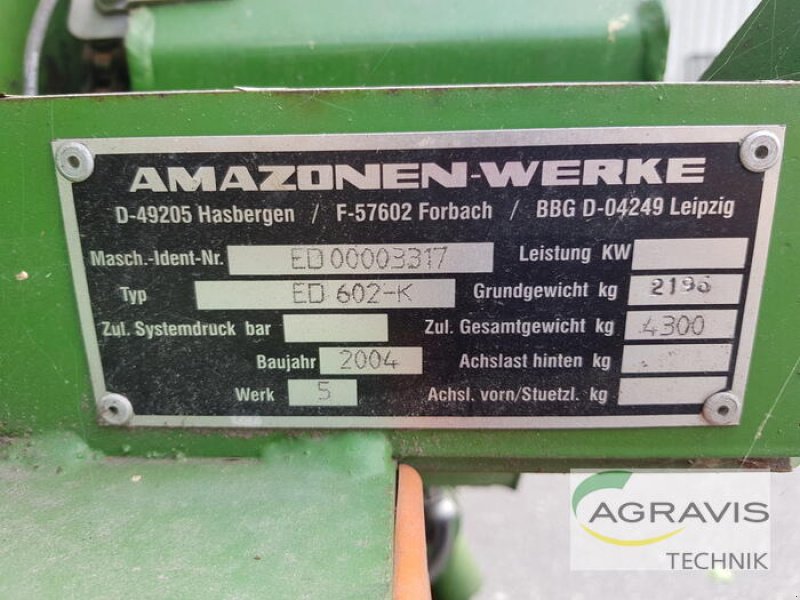 AMAZONEN-WERKE
D-49205 Hasbergen / F-57602 Forbach / BBG D-04249 Leipzig
Masch.-Ident-Nr. ED00003317 Leistung KW
Typ ED 602-K Grundgewicht kg 2196
Zul. Systemdruck bar Zul. Gesamtgewicht kg 4300
Baujahr 2004 Achslast hinten kg
Werk 5 Achsl. vorn/Stuetzl. kg
AGRAVIS
TECHNIK